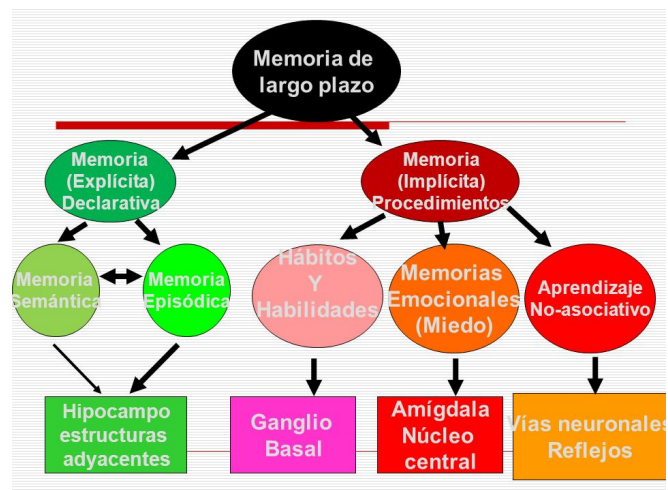 Memoria de
largo plazo
Memoria
(Explícita)
Declarativa
Memoria
(Implícita)
Procedimientos
Memoria
Semántica
Memoria
Episódica
Hábitos
Y
Habilidades
Memorias
Emocionales
(Miedo)
Aprendizaje
No-asociativo
Hipocampo
estructuras
adyacentes
Ganglio
Basal
Amígdala
Núcleo
central
Vías neuronales
Reflejos